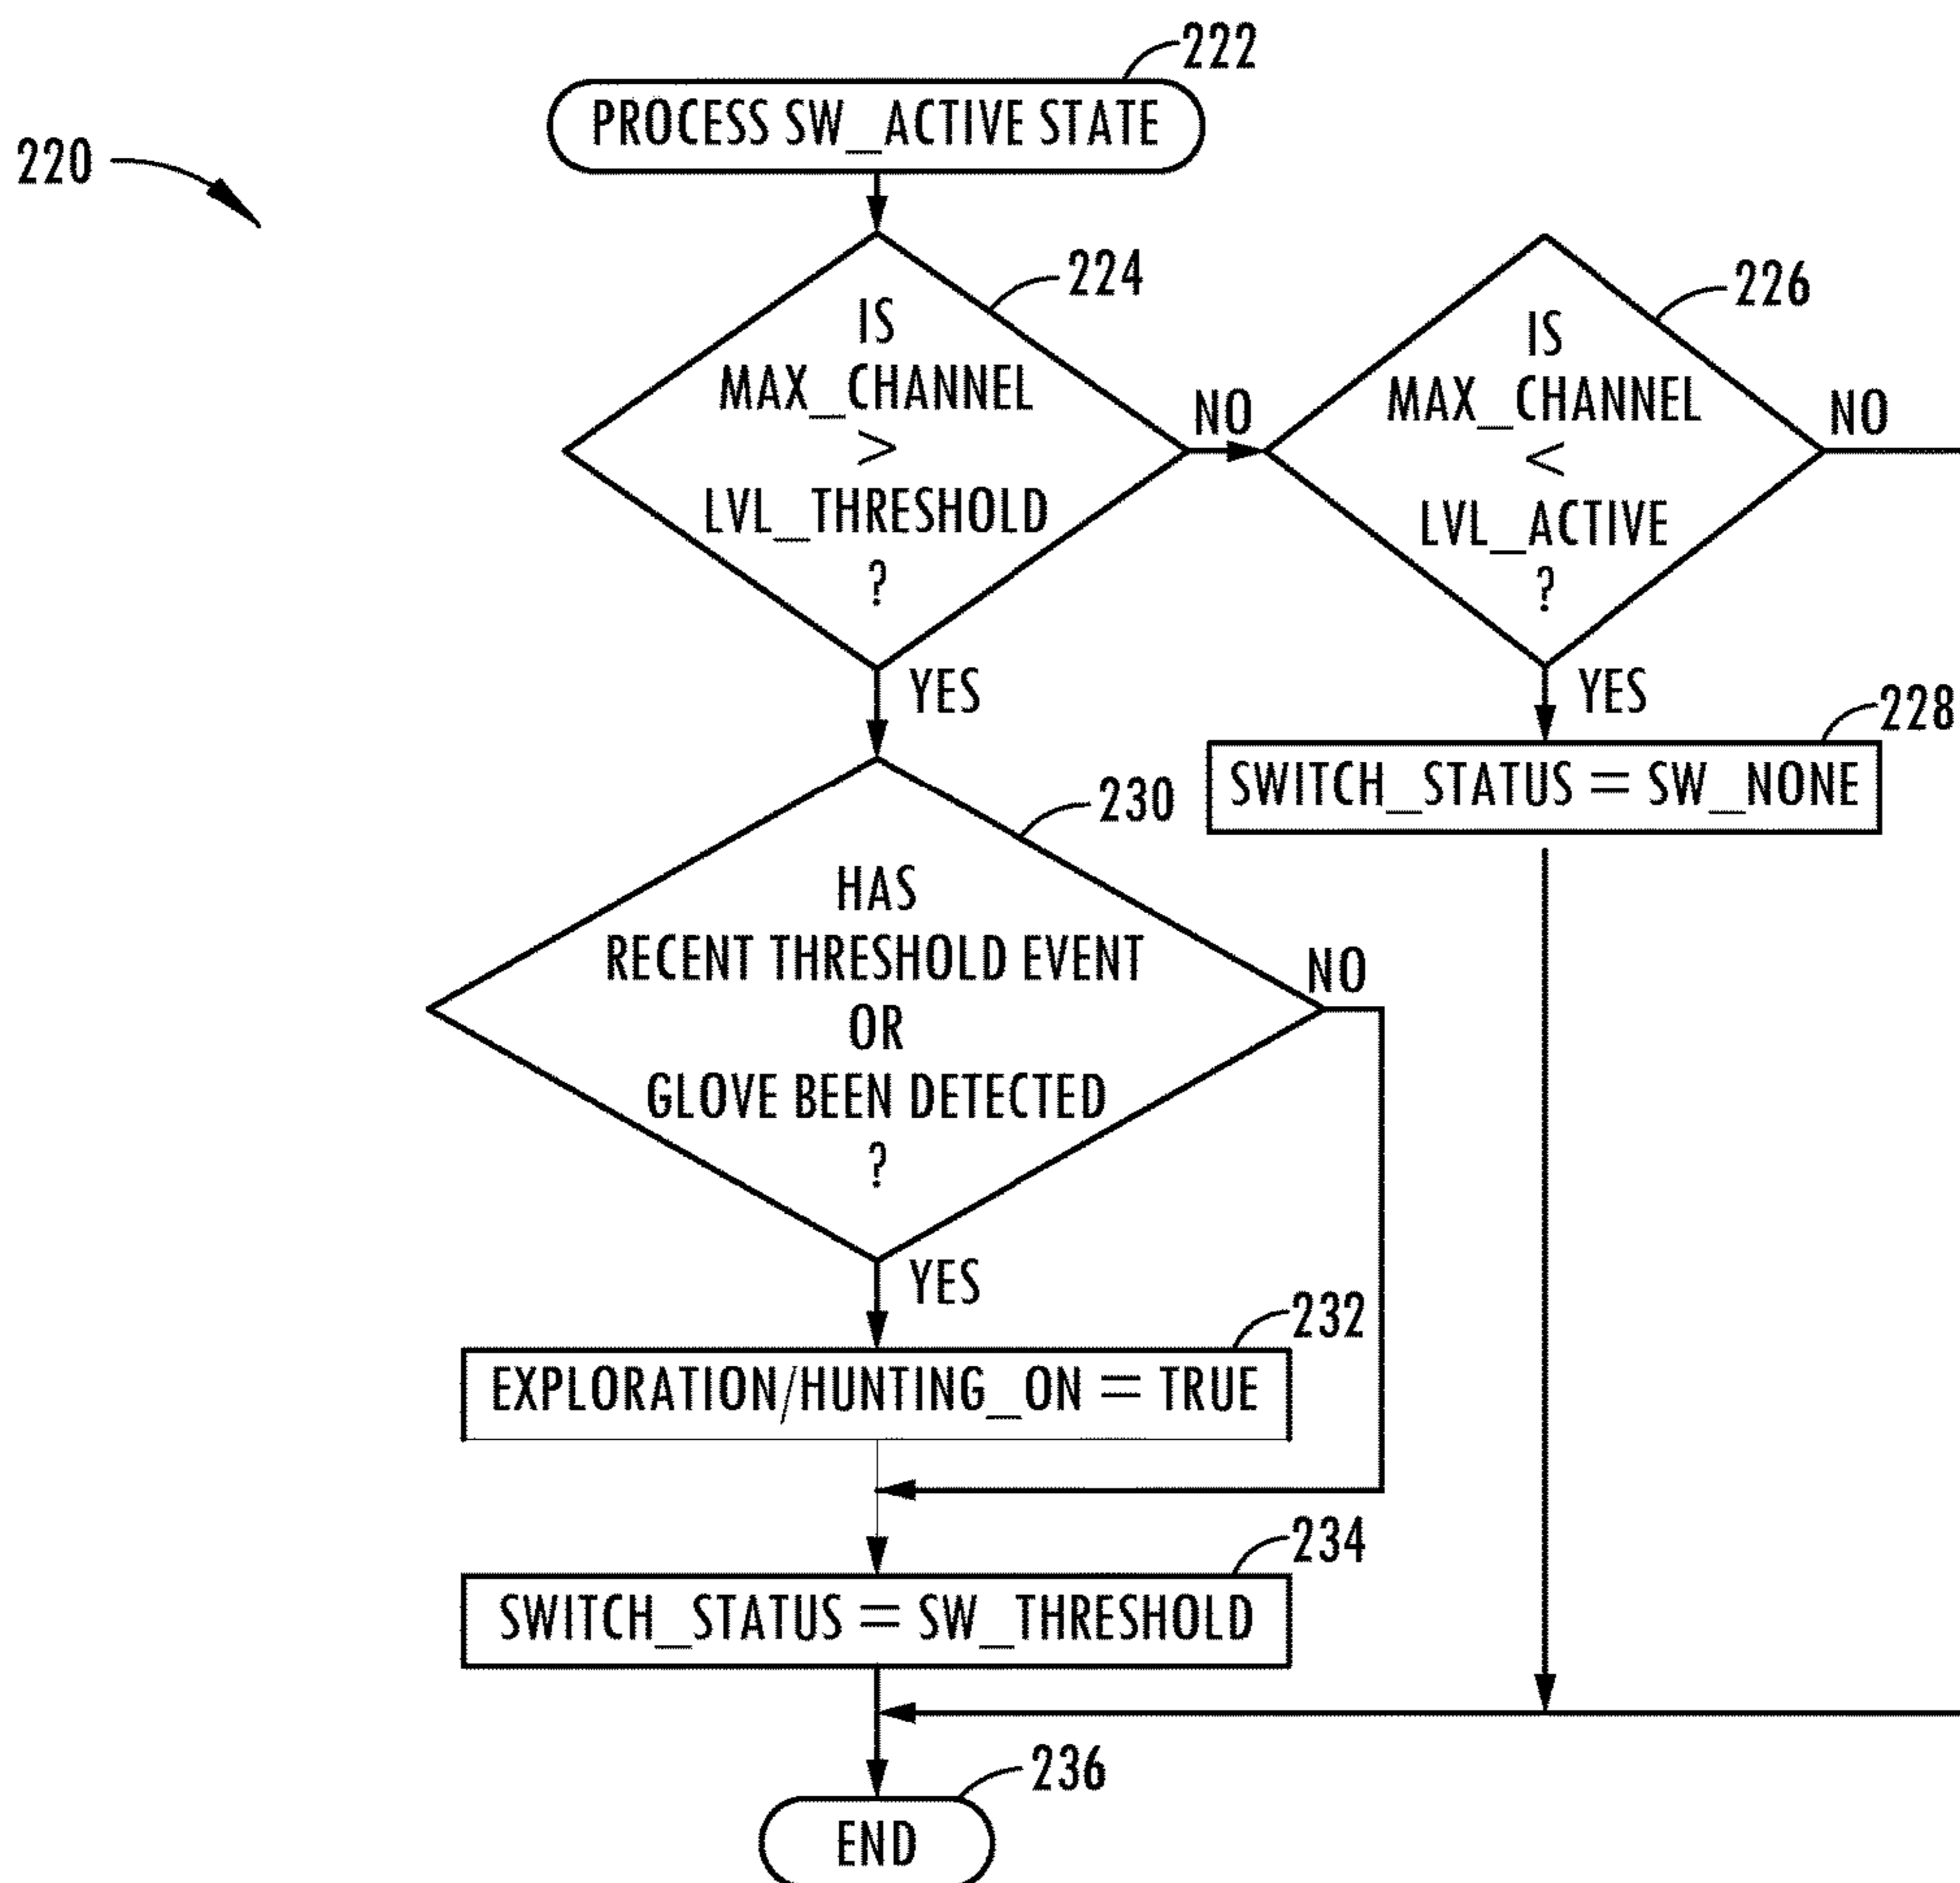 222
PROCESS SW_ACTIVE STATE
220
224
IS
MAX_CHANNEL
>
LVL_THRESHOLD
?
NO
YES
226
IS
MAX_CHANNEL
<
LVL_ACTIVE
?
NO
YES
228
SWITCH_STATUS = SW_NONE
230
HAS
RECENT THRESHOLD EVENT
OR
GLOVE BEEN DETECTED
?
NO
YES
232
EXPLORATION/HUNTING_ON = TRUE
234
SWITCH_STATUS = SW_THRESHOLD
236
END